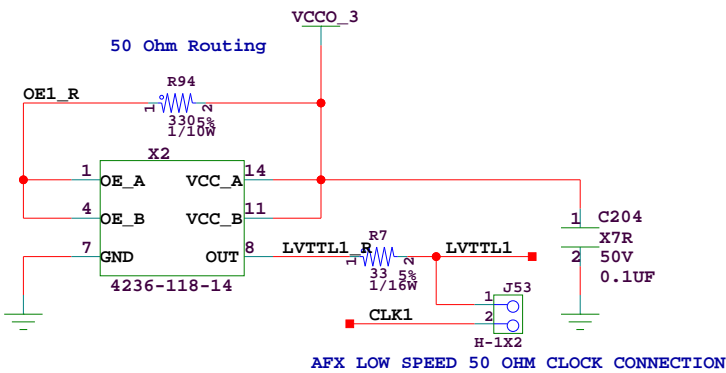 VCCO_3
50 Ohm Routing
R94
OE1_R
1 2
330 5%
1/10W
X2
1 OE_A VCC_A 14
4 OE_B VCC_B 11
7 GND OUT 8
4236-118-14
LVTTL1_R
R7
1 2
33 5%
1/16W
LVTTL1
1 C204
X7R
2 50V
0.1UF
J53
1
2
CLK1
H-1X2
AFX LOW SPEED 50 OHM CLOCK CONNECTION